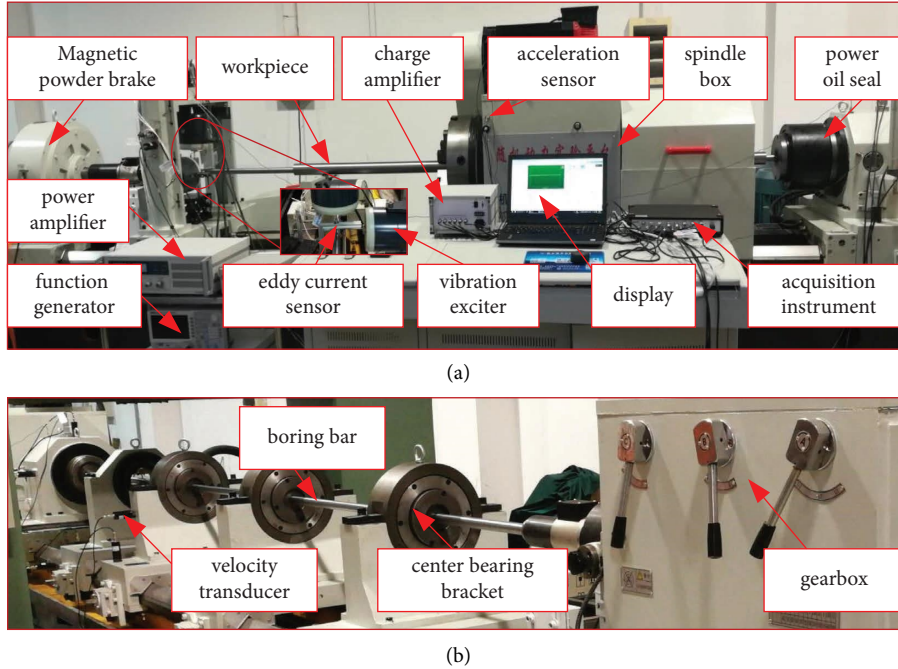 Magnetic
powder brake
workpiece
charge
amplifier
acceleration
sensor
spindle
box
power
oil seal
power
amplifier
function
generator
eddy current
sensor
vibration
exciter
display
acquisition
instrument
(a)
boring bar
velocity
transducer
center bearing
bracket
gearbox
(b)